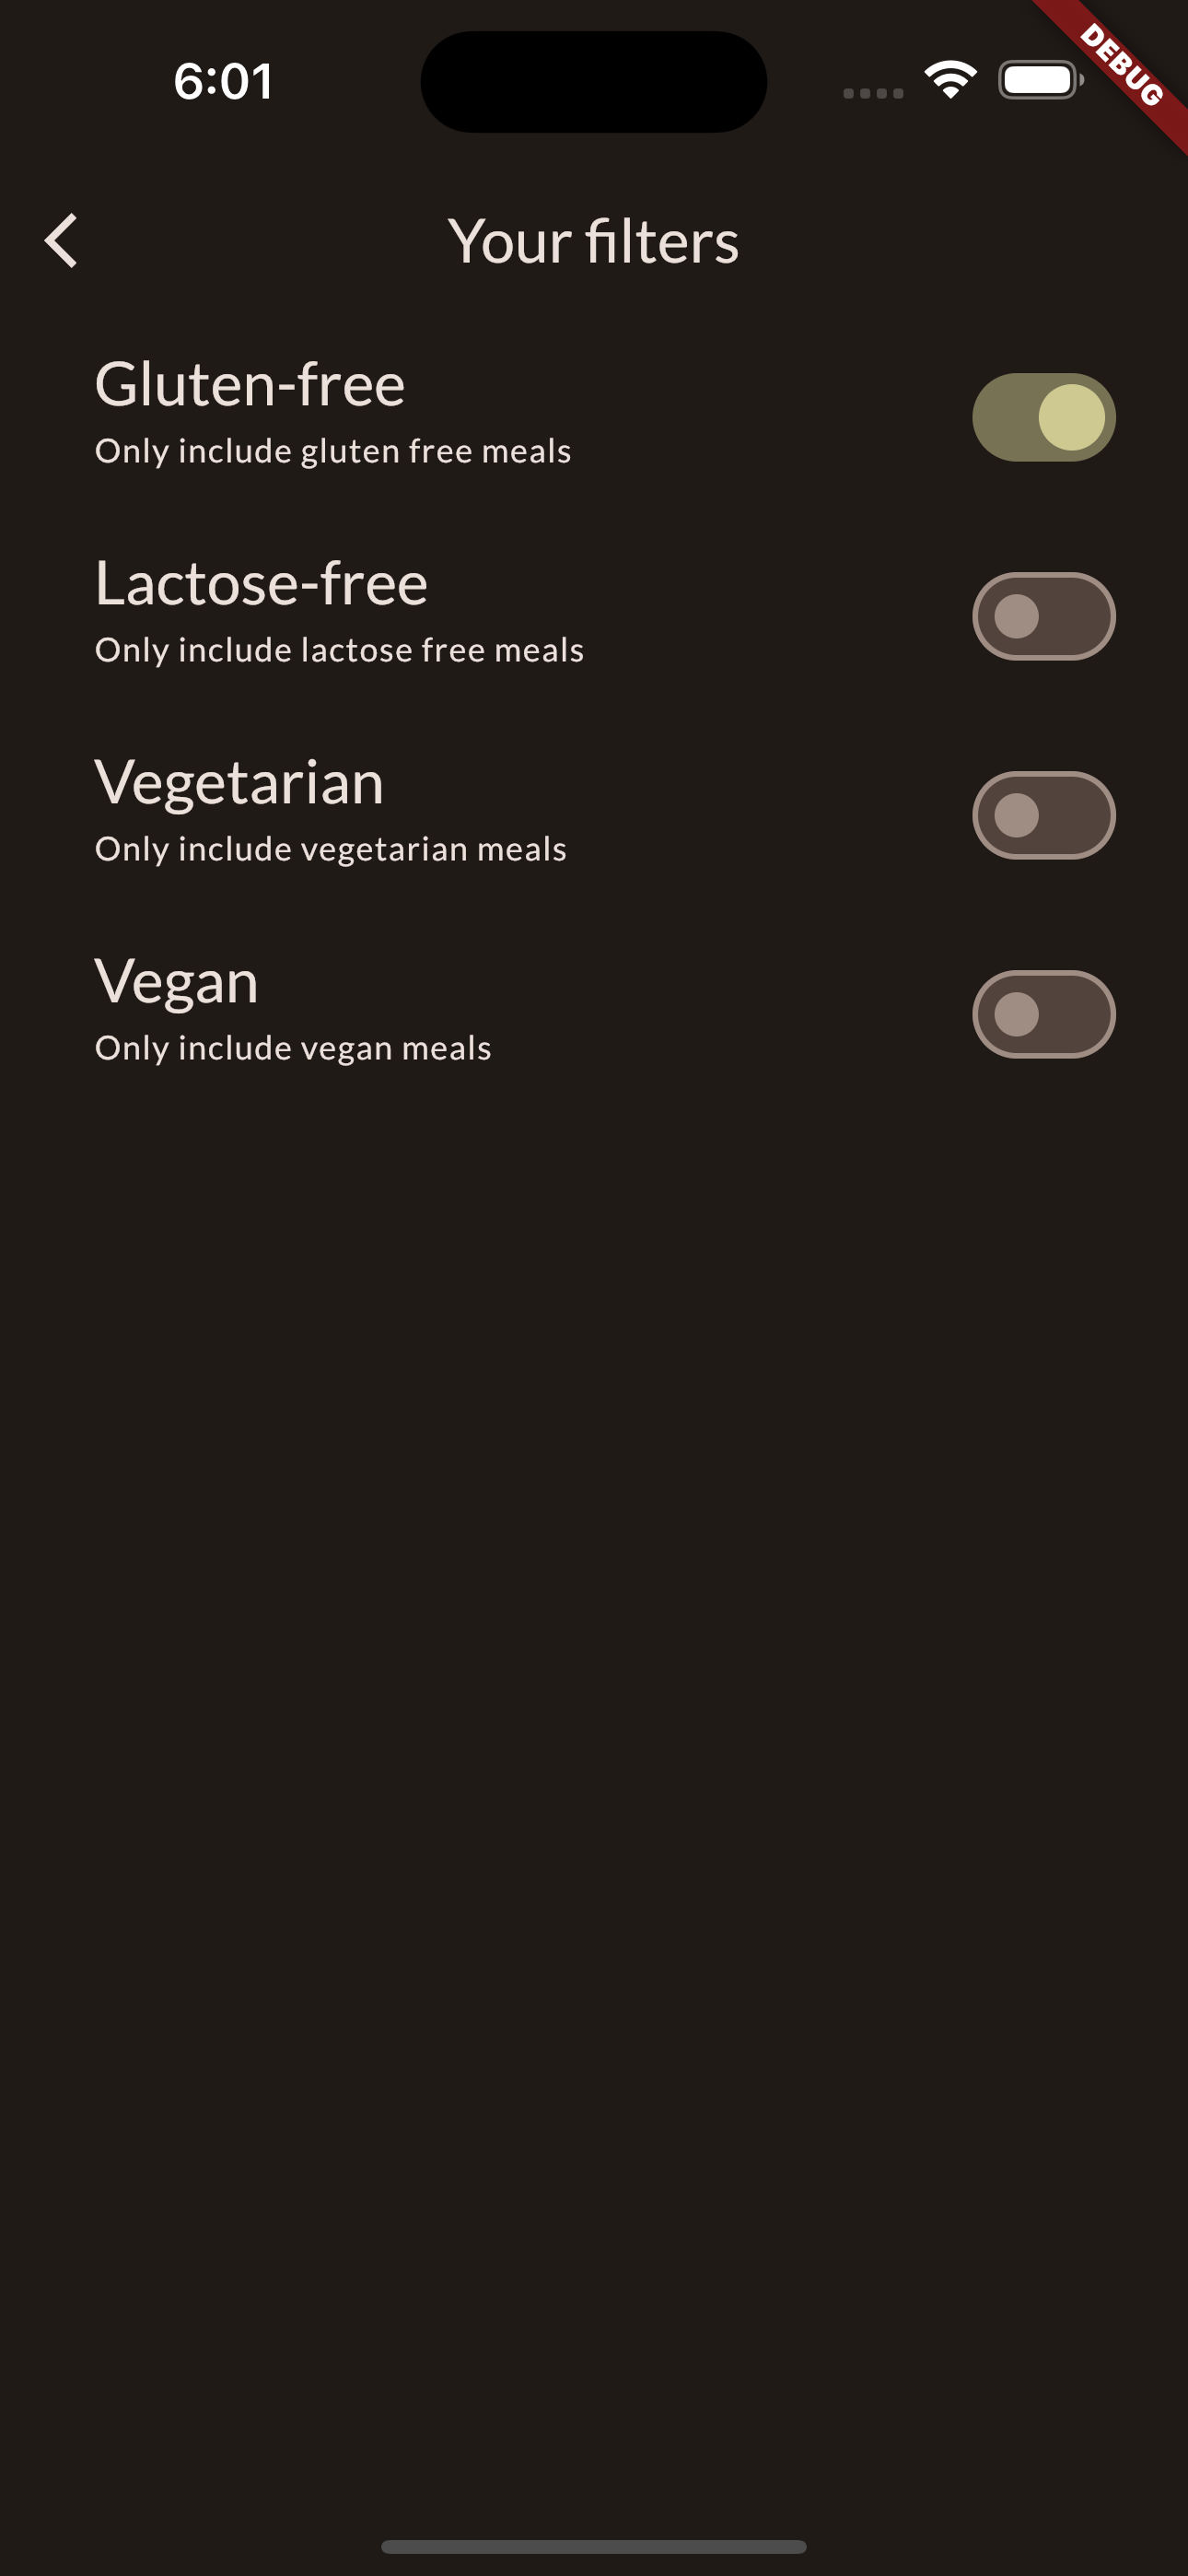 6:01
DEBUG
Your filters
Gluten-free
Only include gluten free meals
Lactose-free
Only include lactose free meals
Vegetarian
Only include vegetarian meals
Vegan
Only include vegan meals